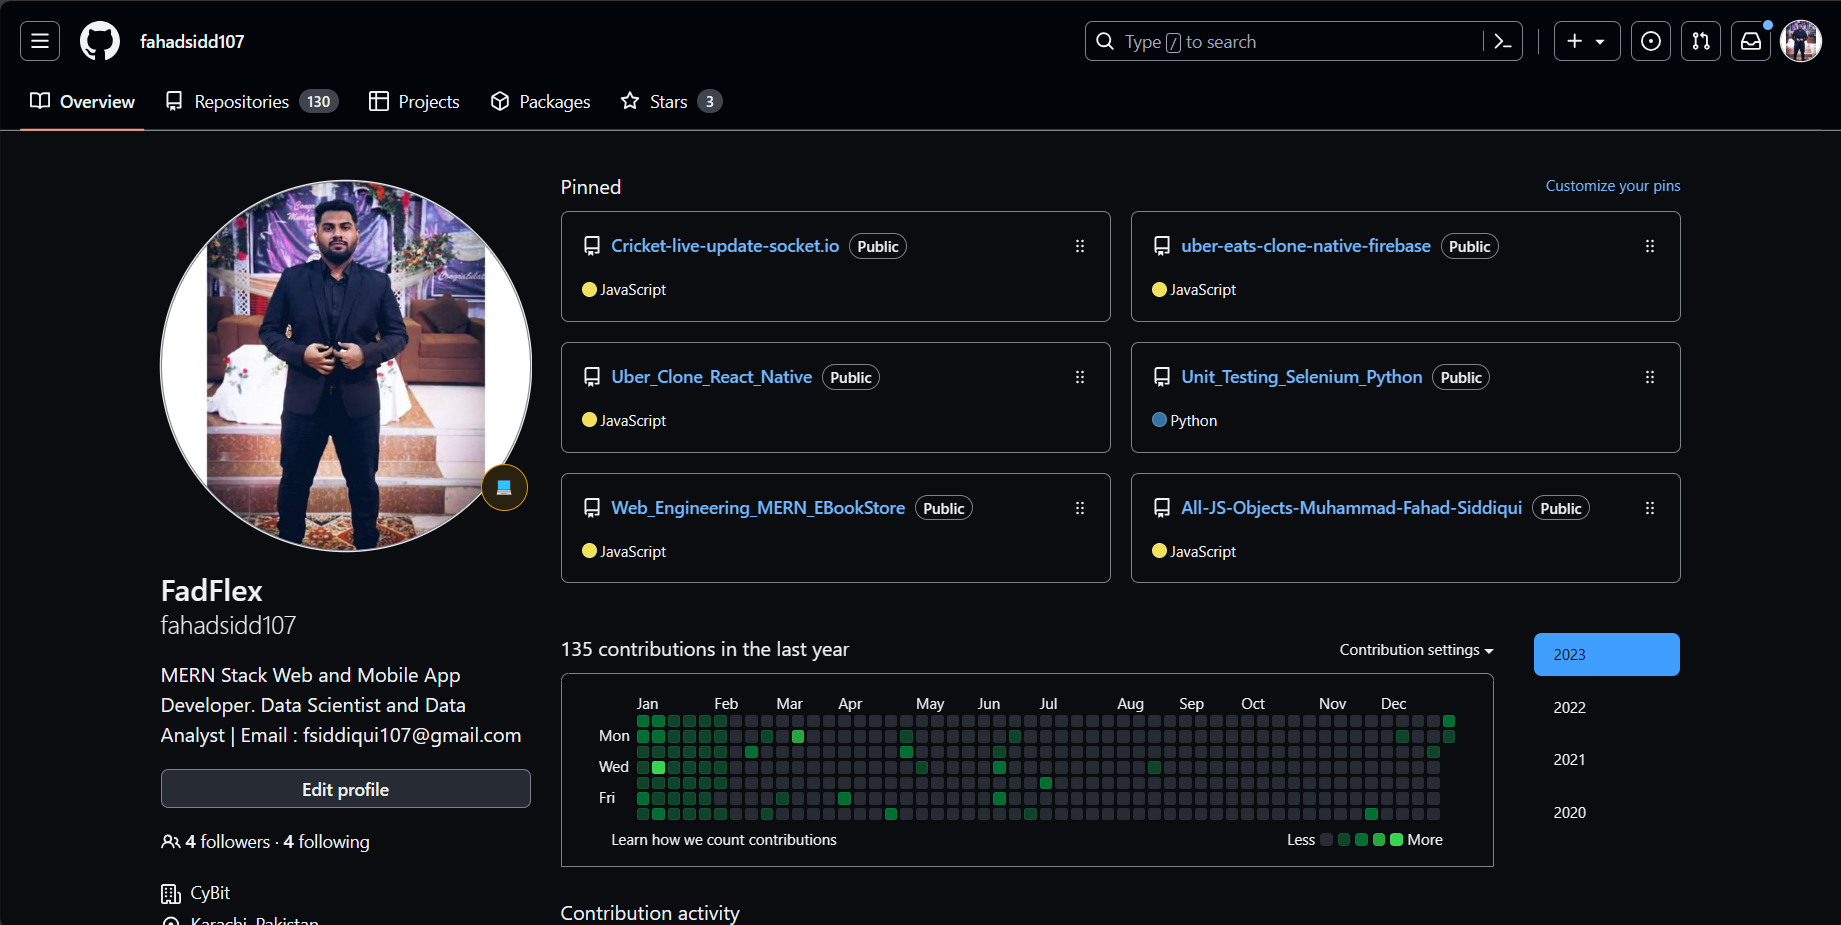 fahadsidd107
Type / to search
Overview
Repositories 130
Projects
Packages
Stars 3
Pinned
Customize your pins
Cricket-live-update-socket.io Public
JavaScript
uber-eats-clone-native-firebase Public
JavaScript
Uber_Clone_React_Native Public
JavaScript
Unit_Testing_Selenium_Python Public
Python
Web_Engineering_MERN_EBookStore Public
JavaScript
All-JS-Objects-Muhammad-Fahad-Siddiqui Public
JavaScript
FadFlex
fahadsidd107
MERN Stack Web and Mobile App
Developer. Data Scientist and Data
Analyst | Email : fsiddiqui107@gmail.com
Edit profile
4 followers · 4 following
CyBit
Karachi, Pakistan
135 contributions in the last year
Contribution settings
Jan Feb Mar Apr May Jun Jul Aug Sep Oct Nov Dec
Mon
Wed
Fri
Learn how we count contributions
Less More
2023
2022
2021
2020
Contribution activity